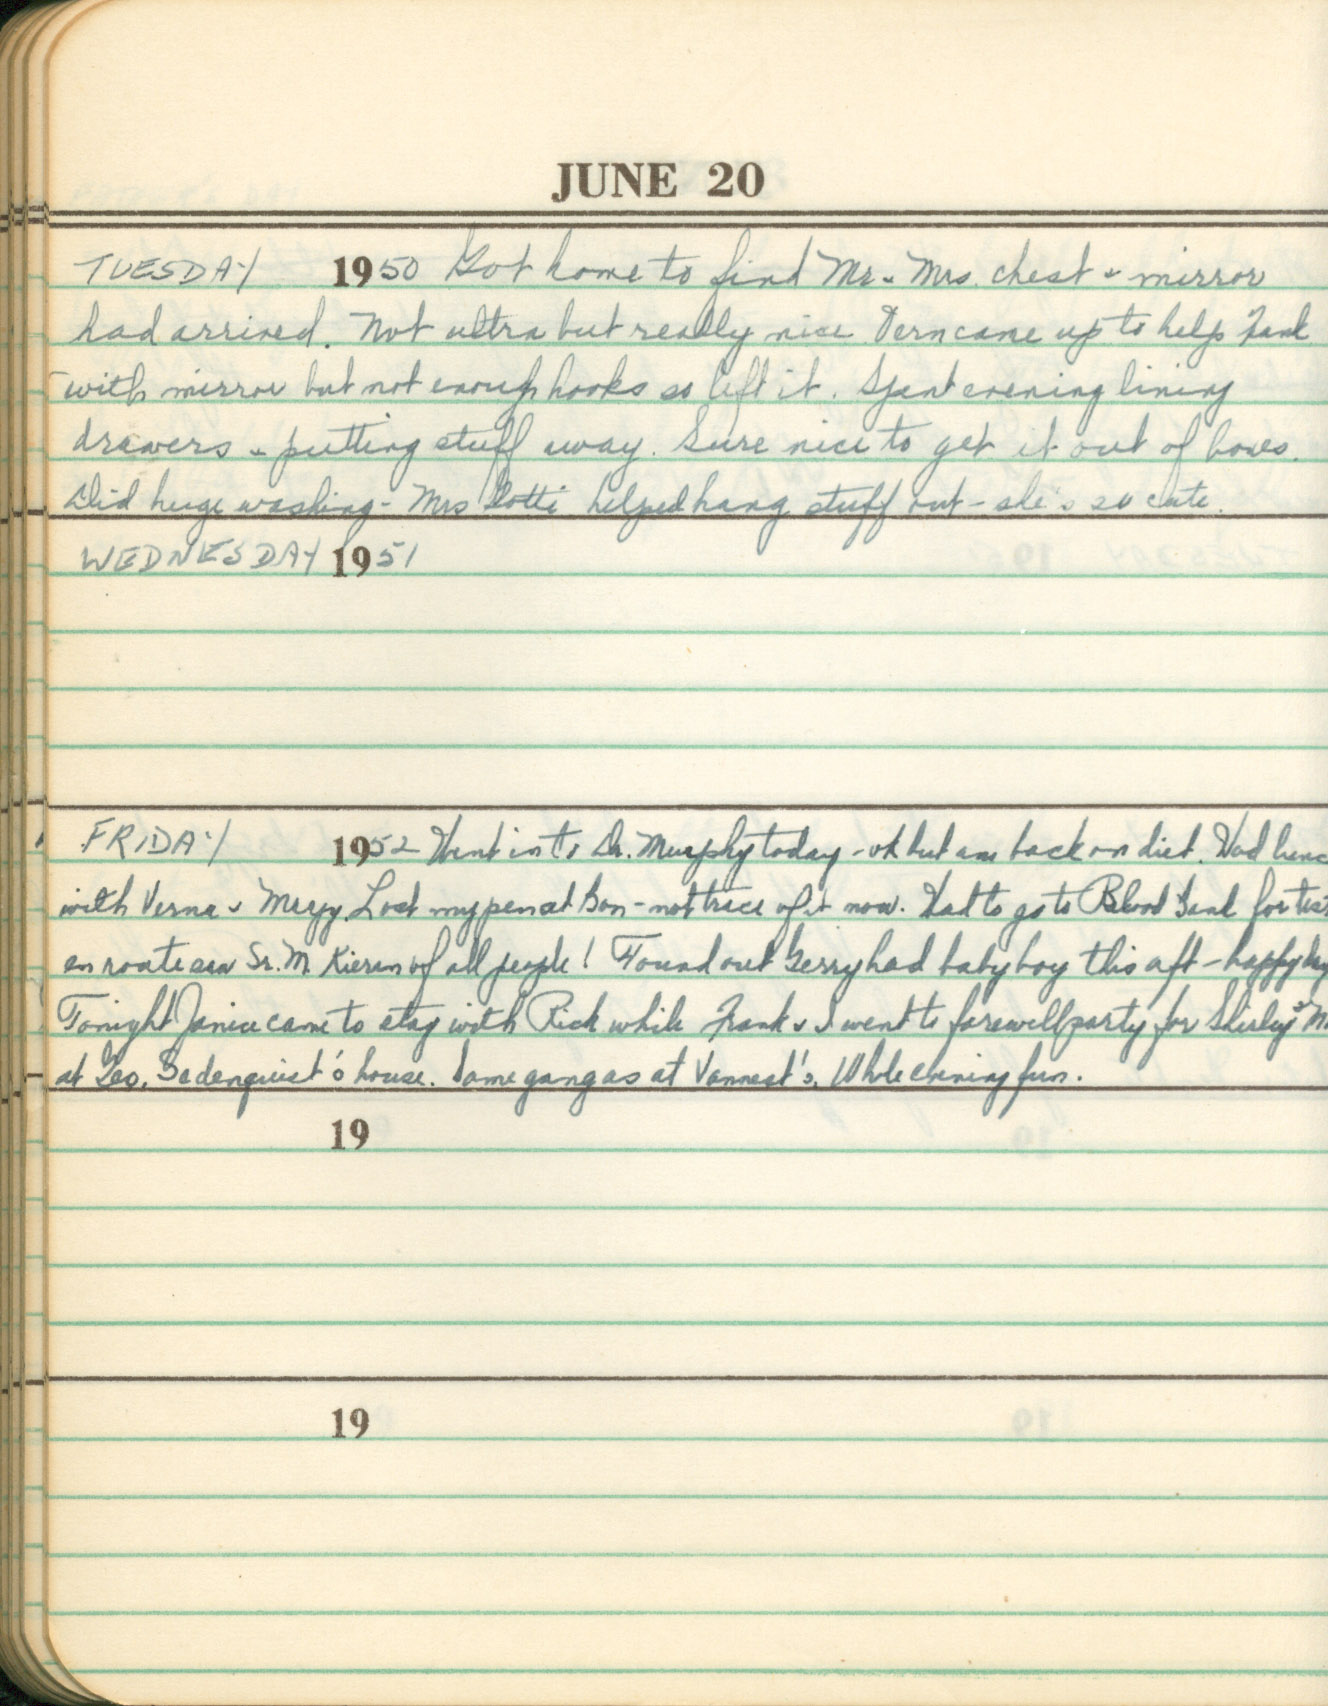 JUNE 20
TUESDAY 1950 Got home to find Mr & Mrs. chest & mirror
had arrived. Not ultra but really nice. Vern came up to help Frank
with mirror but not enough hooks so left it. Spent evening lining
drawers & putting stuff away. Sure nice to get it out of boxes.
Did huge washing - Mrs Lotti helped hang stuff out - she's so cute.
WEDNESDAY 1951
FRIDAY 1952 Went in to Dr. Murphy today - ok but am back on diet. Had lunc
with Verna & Mayy. Lost my pen at Bon - not trace of it now. Had to go to Blood Bank for test
en route saw Sr. M. Kieran of all people! Found out Gerry had baby boy this aft - happy day
Tonight Janice came to stay with Rick while Frank & I went to farewell party for Shirley
at Geo. Sedenquist's house. Same gang as at Vannest's. Whole evening fun.
19
19